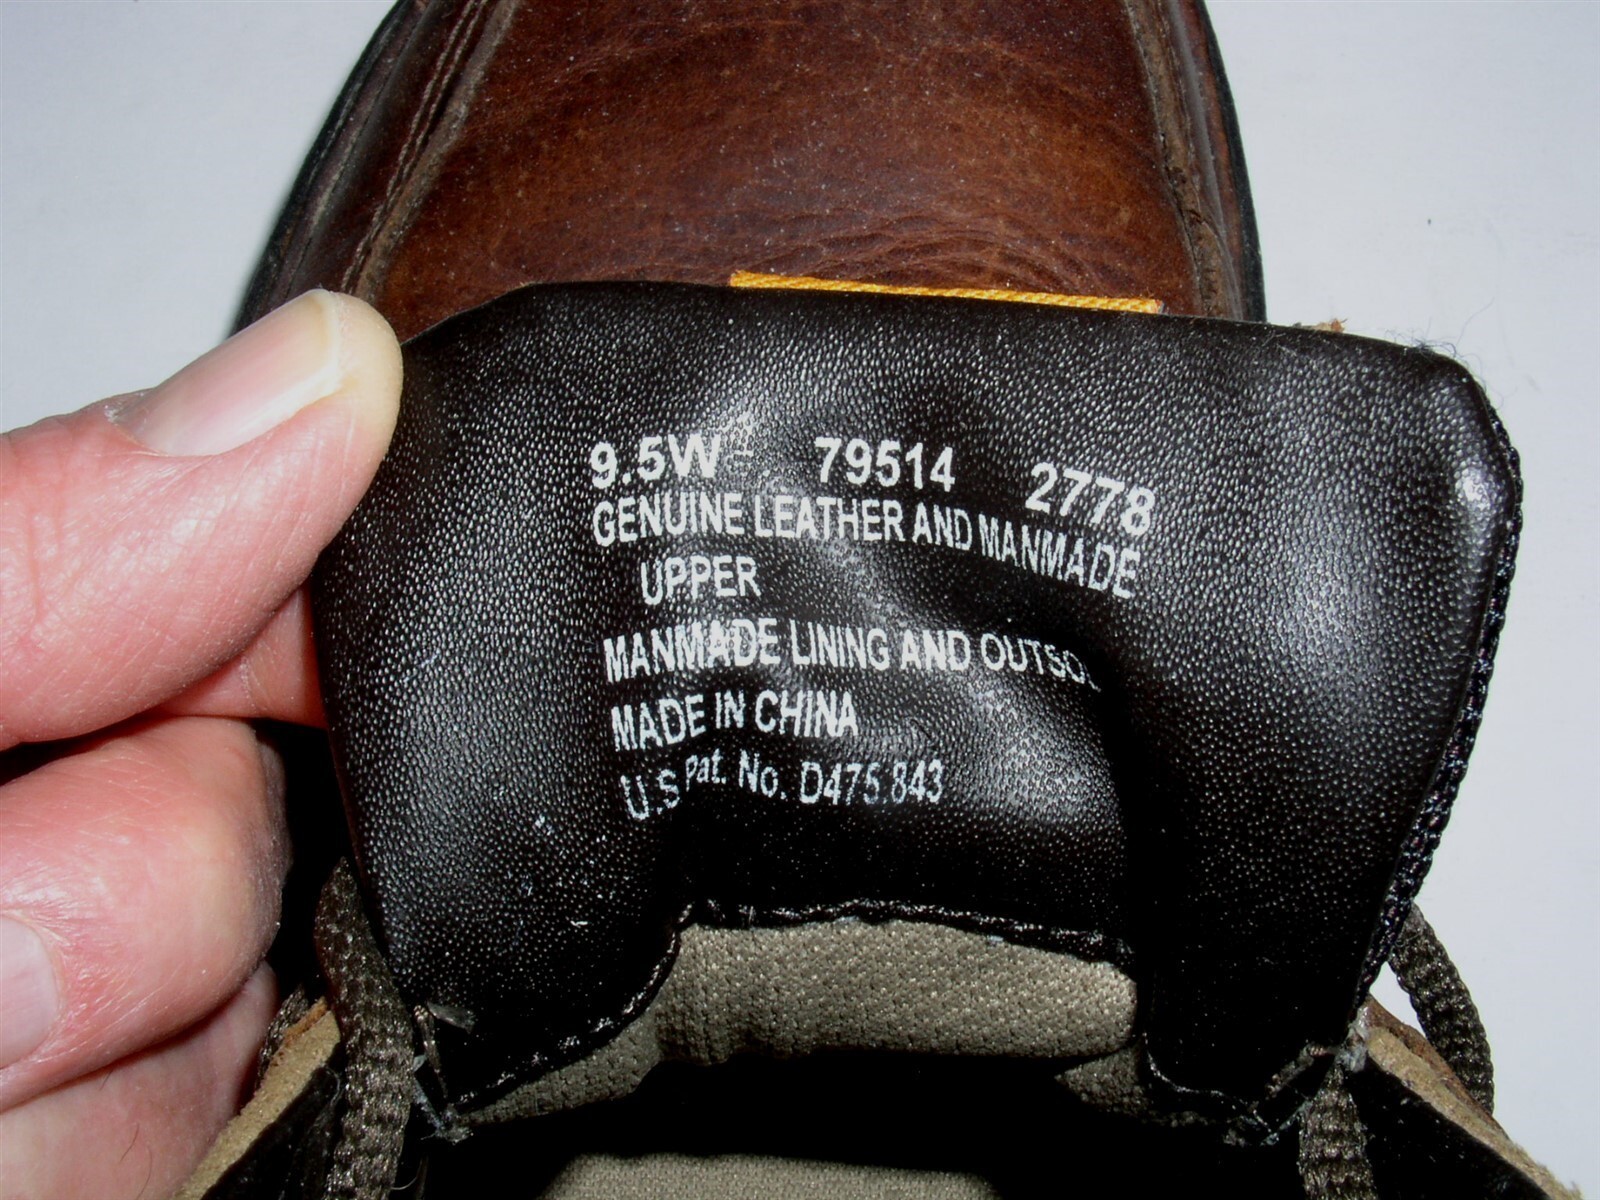 9.5W 79514 2778
GENUINE LEATHER AND MANMADE
UPPER
MANMADE LINING AND
MADE IN CHINA
U.S Pat. No. D475.843